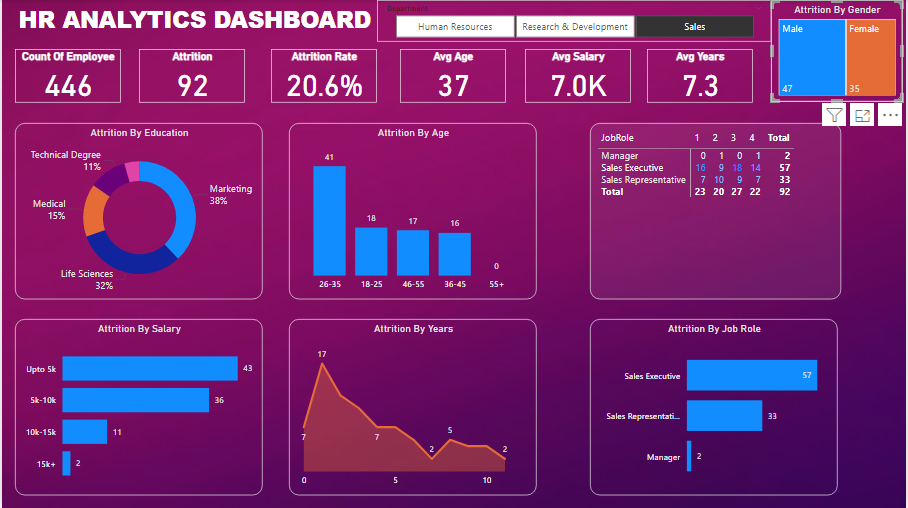 HR ANALYTICS DASHBOARD
Department
Human Resources
Research & Development
Sales
Attrition By Gender
Male
Female
47
35
Count Of Employee
446
Attrition
92
Attrition Rate
20.6%
Avg Age
37
Avg Salary
7.0K
Avg Years
7.3
Attrition By Education
Technical Degree
11%
Marketing
38%
Medical
15%
Life Sciences
32%
Attrition By Age
41
18
17
16
0
26-35 18-25 46-55 36-45 55+
JobRole 1 2 3 4 Total
Manager 0 1 0 1 2
Sales Executive 16 9 18 14 57
Sales Representative 7 10 9 7 33
Total 23 20 27 22 92
Attrition By Salary
Upto 5k 43
5k-10k 36
10k-15k 11
15k+ 2
Attrition By Years
17
7
7
2
5
2
0 5 10
Attrition By Job Role
Sales Executive 57
Sales Representati... 33
Manager 2